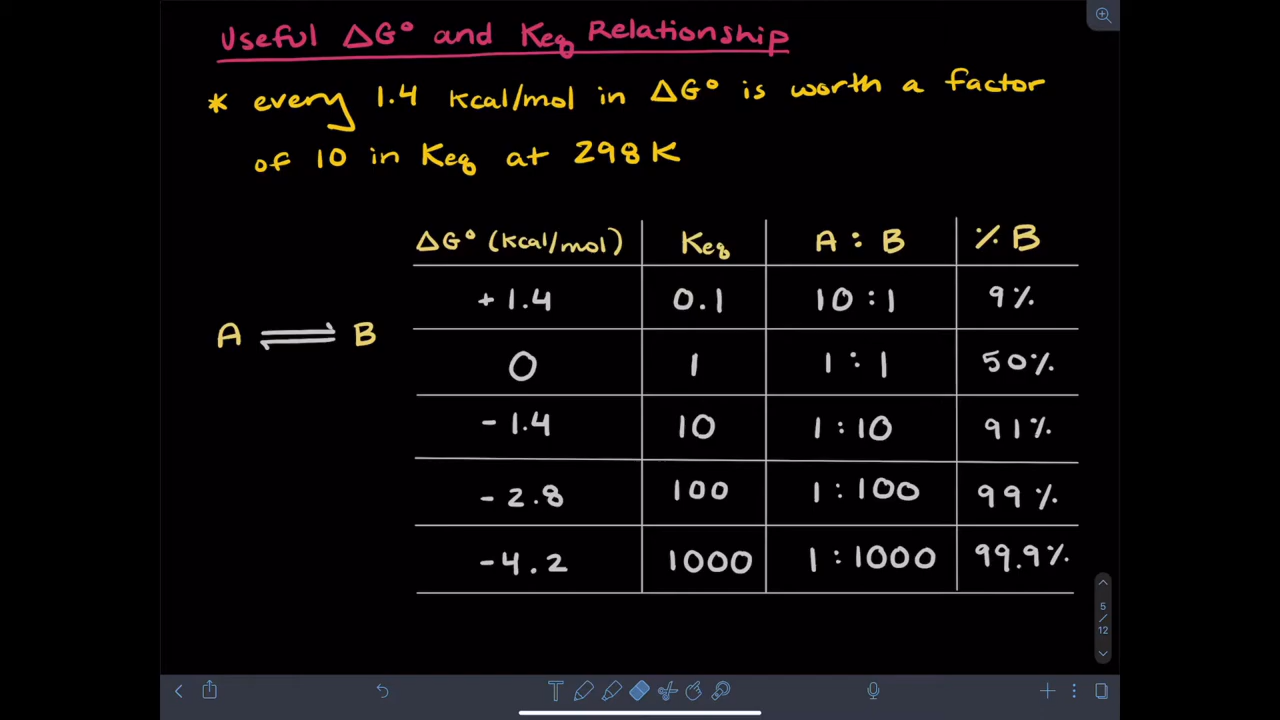 Useful ΔG° and Keq Relationship
* every 1.4 kcal/mol in ΔG° is worth a factor
of 10 in Keq at 298 K
ΔG° (kcal/mol) Keq A : B % B
+ 1.4 0.1 10 : 1 9%
A ⇌ B
0 1 1 : 1 50%
- 1.4 10 1 : 10 91%
- 2.8 100 1 : 100 99%
- 4.2 1000 1 : 1000 99.9%
5
/
12
T